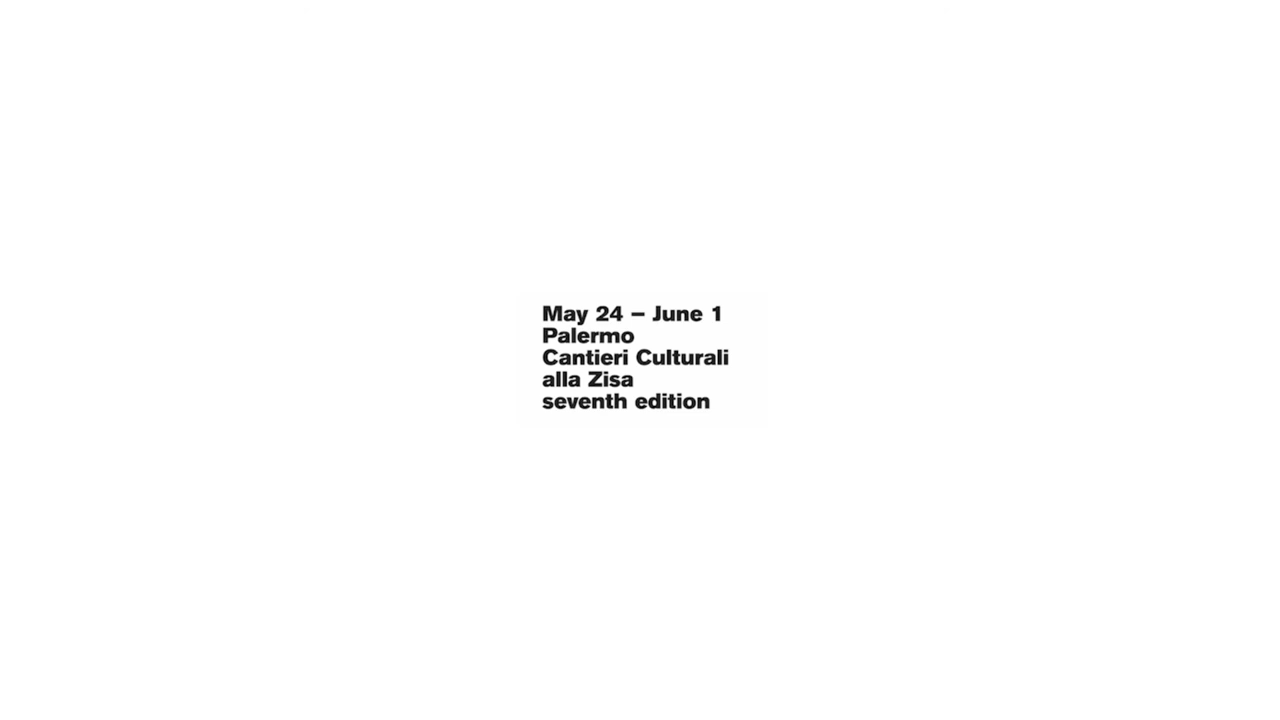 May 24 – June 1
Palermo
Cantieri Culturali
alla Zisa
seventh edition